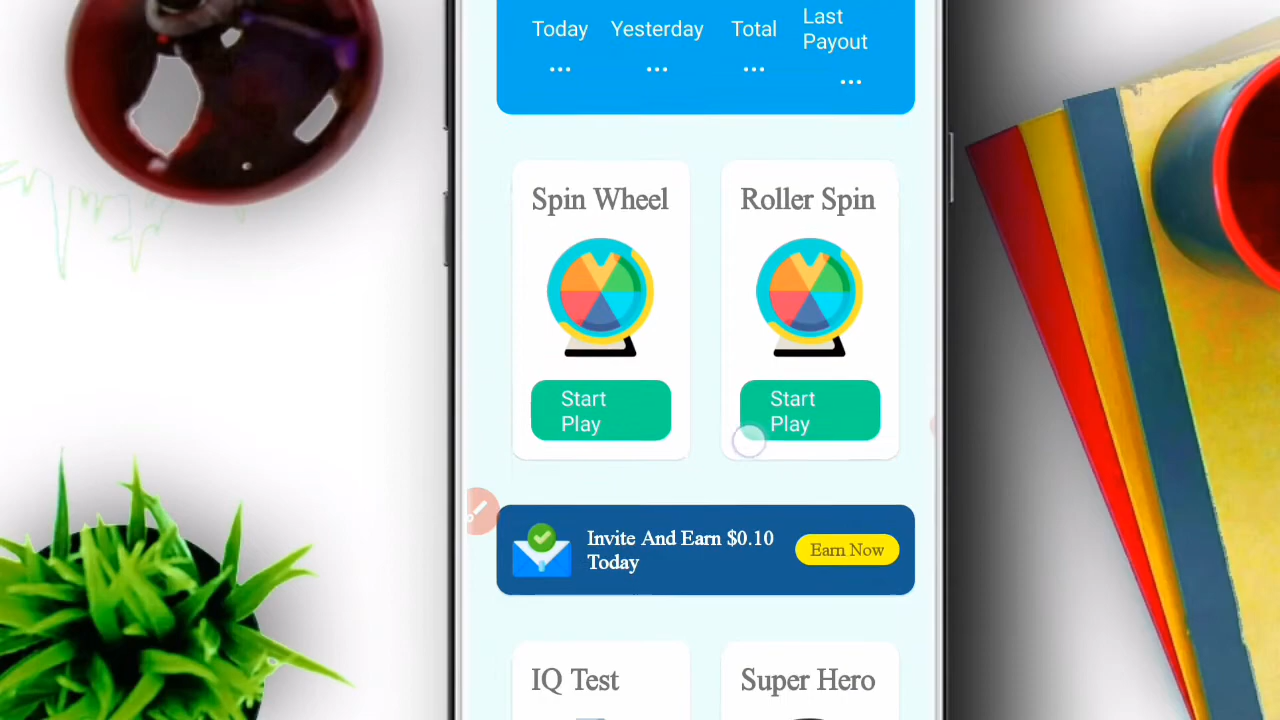 Today Yesterday Total Last Payout
... ... ... ...
Spin Wheel
Roller Spin
Start
Play
Start
Play
Invite And Earn $0.10
Today
Earn Now
IQ Test
Super Hero